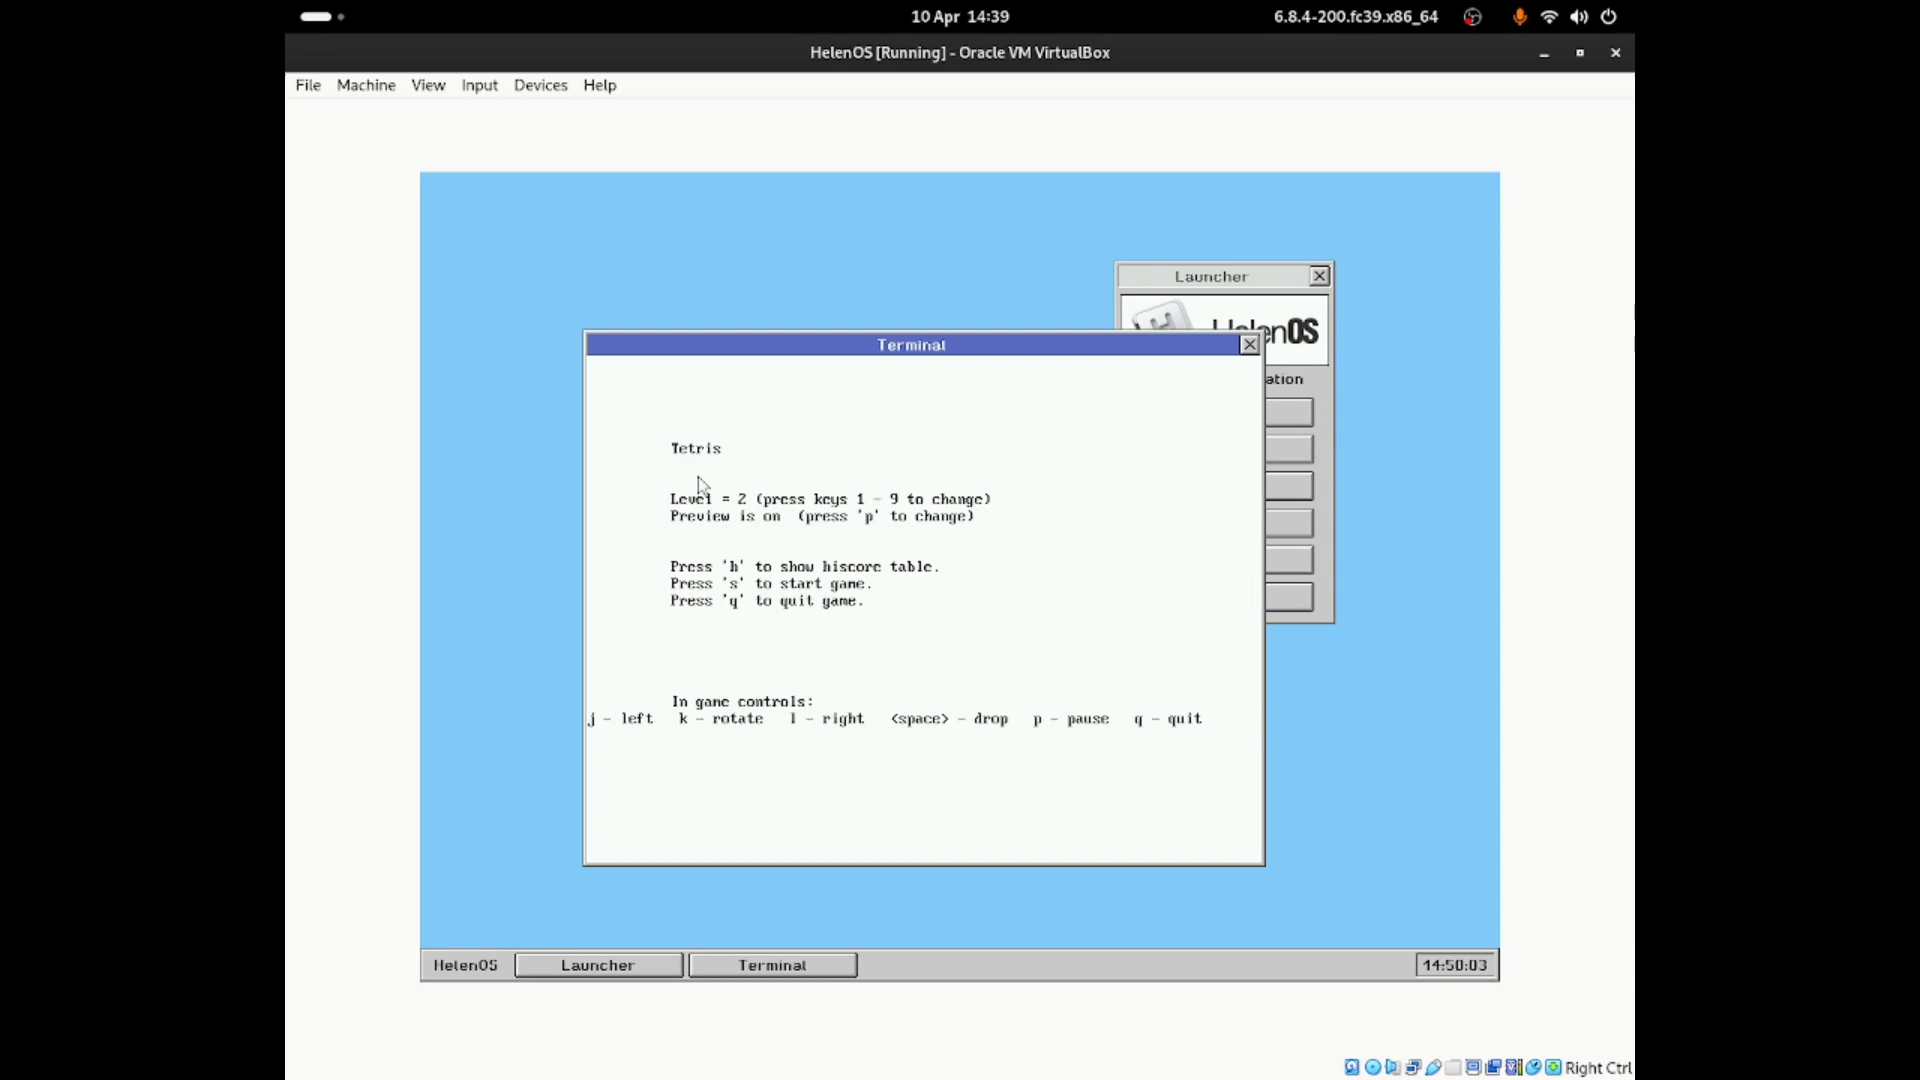 10 Apr 14:39
6.8.4-200.fc39.x86_64
HelenOS [Running] - Oracle VM VirtualBox
File Machine View Input Devices Help
Launcher
HelenOS
Terminal
ation
Tetris
Level = 2 (press keys 1 - 9 to change)
Preview is on (press 'p' to change)
Press 'h' to show hiscore table.
Press 's' to start game.
Press 'q' to quit game.
In game controls:
j - left k - rotate l - right <space> - drop p - pause q - quit
HelenOS Launcher Terminal 14:50:03
Right Ctrl